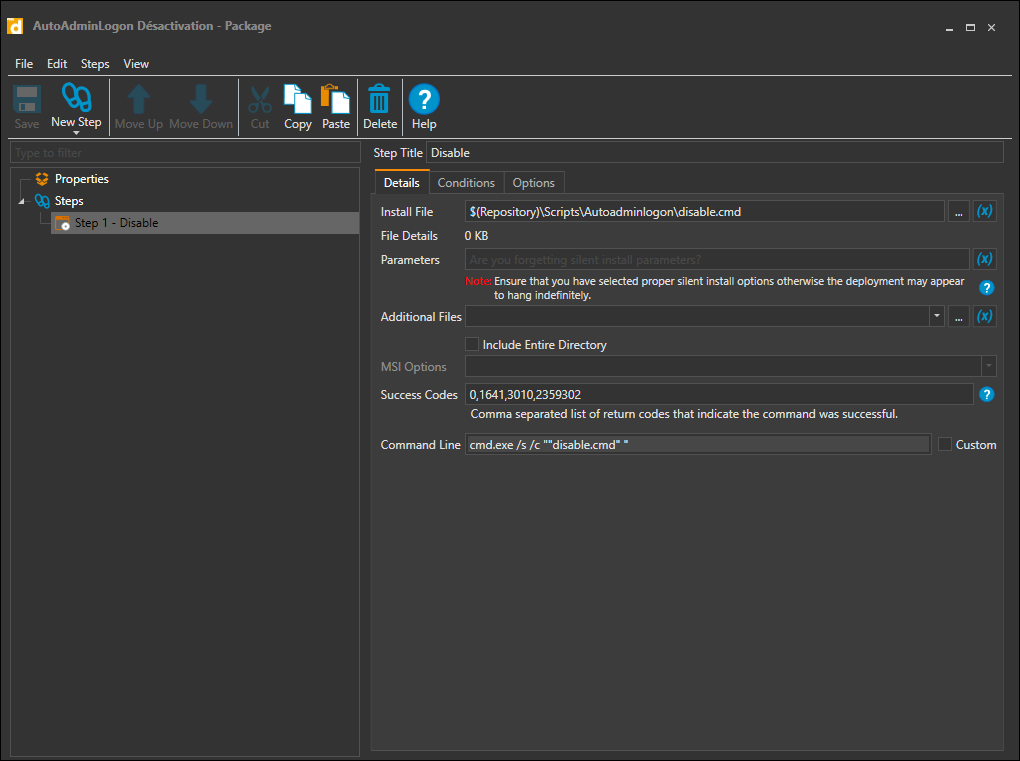 AutoAdminLogon Désactivation - Package
File Edit Steps View
Save New Step Move Up Move Down Cut Copy Paste Delete Help
Type to filter
Properties
Steps
Step 1 - Disable
Step Title Disable
Details Conditions Options
Install File $(Repository)\Scripts\Autoadminlogon\disable.cmd ... (x)
File Details 0 KB
Parameters Are you forgetting silent install parameters? (x)
Note: Ensure that you have selected proper silent install options otherwise the deployment may appear
to hang indefinitely. ?
Additional Files ... (x)
Include Entire Directory
MSI Options
Success Codes 0,1641,3010,2359302 ?
Comma separated list of return codes that indicate the command was successful.
Command Line cmd.exe /s /c ""disable.cmd" " Custom